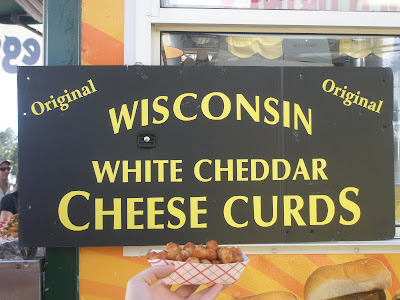 Original
Original
WISCONSIN
WHITE CHEDDAR
CHEESE CURDS